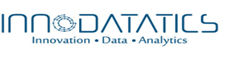 INNODATATICS
Innovation • Data • Analytics